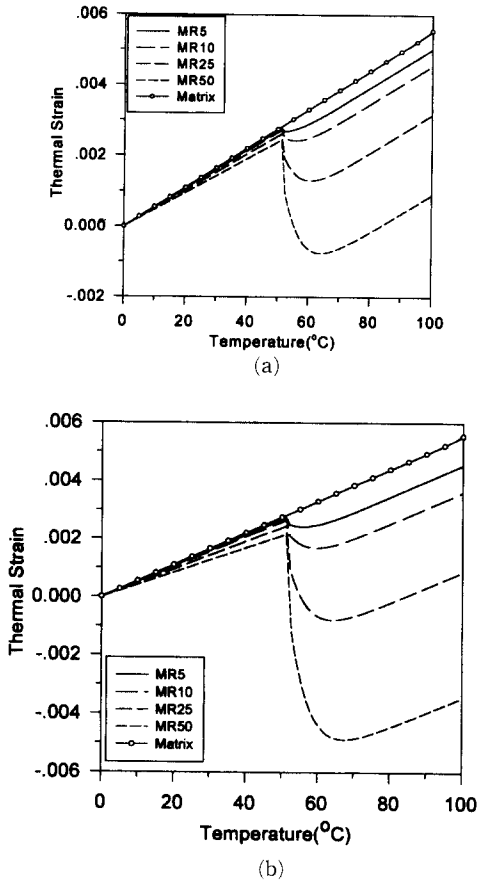 .006
.004
.002
0.000
-.002
Thermal Strain
MR5
MR10
MR25
MR50
Matrix
0 20 40 60 80 100
Temperature(°C)
(a)
.006
.004
.002
0.000
-.002
-.004
-.006
Thermal Strain
MR5
MR10
MR25
MR50
Matrix
0 20 40 60 80 100
Temperature(°C)
(b)